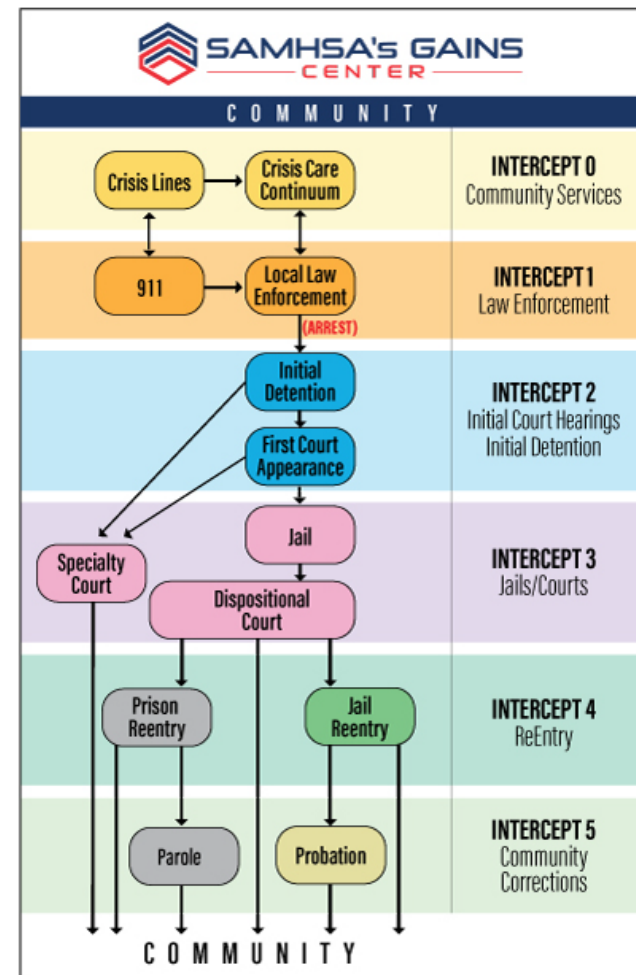 SAMHSA's GAINS
CENTER
COMMUNITY
Crisis Lines
Crisis Care
Continuum
INTERCEPT 0
Community Services
911
Local Law
Enforcement
(ARREST)
INTERCEPT 1
Law Enforcement
Initial
Detention
First Court
Appearance
INTERCEPT 2
Initial Court Hearings
Initial Detention
Jail
Specialty
Court
Dispositional
Court
INTERCEPT 3
Jails/Courts
Prison
Reentry
Jail
Reentry
INTERCEPT 4
ReEntry
Parole
Probation
INTERCEPT 5
Community
Corrections
COMMUNITY